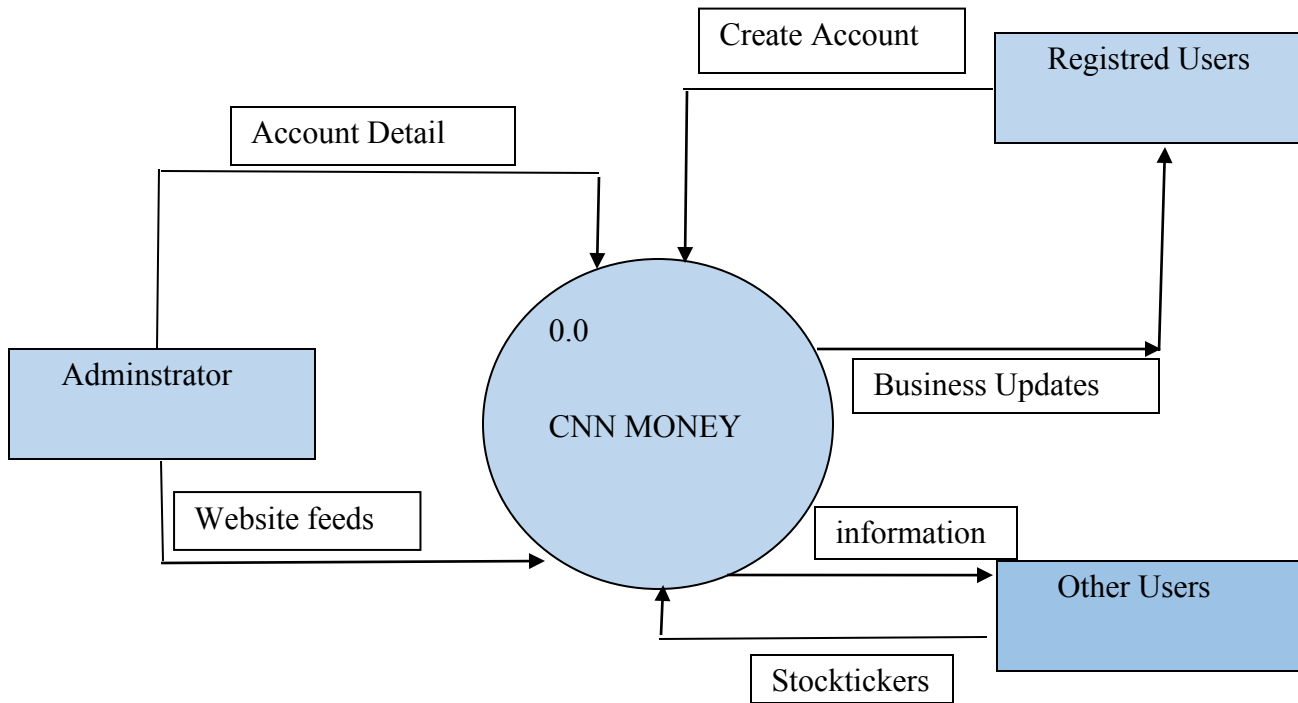 Create Account
Registred Users
Account Detail
0.0
Adminstrator
Business Updates
CNN MONEY
Website feeds
information
Other Users
Stocktickers